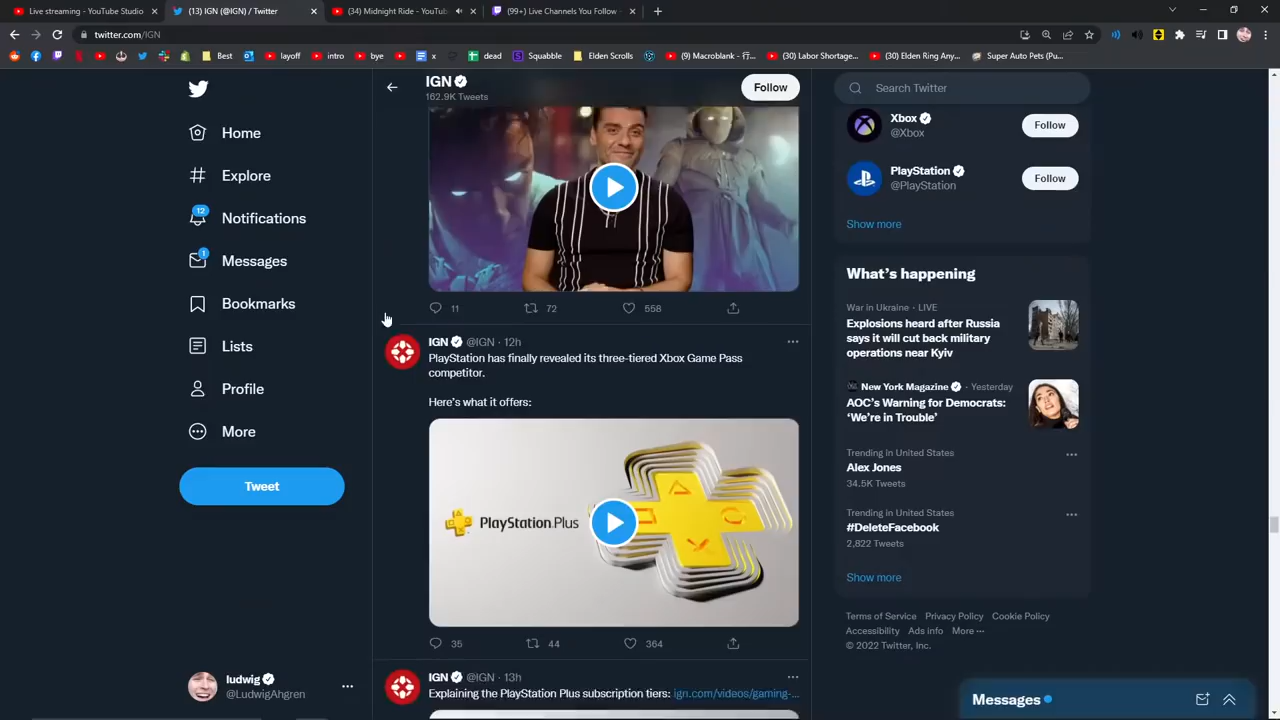 Live streaming - YouTube Studio
(13) IGN (@IGN) / Twitter
(34) Midnight Ride - YouTub
(99+) Live Channels You Follow -
twitter.com/IGN
Best
layoff
intro
bye
x
dead
Squabble
Elden Scrolls
(9) Macroblank - 行...
(30) Labor Shortage...
(30) Elden Ring Any...
Super Auto Pets (Pu...
Home
Explore
12
Notifications
1
Messages
Bookmarks
Lists
Profile
More
Tweet
ludwig
@LudwigAhgren
IGN
162.9K Tweets
Follow
11
72
558
IGN @IGN · 12h
PlayStation has finally revealed its three-tiered Xbox Game Pass
competitor.
Here's what it offers:
PlayStation.Plus
35
44
364
IGN @IGN · 13h
Explaining the PlayStation Plus subscription tiers: ign.com/videos/gaming-...
Search Twitter
Xbox
@Xbox
Follow
PlayStation
@PlayStation
Follow
Show more
What's happening
War in Ukraine · LIVE
Explosions heard after Russia
says it will cut back military
operations near Kyiv
New York Magazine · Yesterday
AOC's Warning for Democrats:
'We're in Trouble'
Trending in United States
Alex Jones
34.5K Tweets
Trending in United States
#DeleteFacebook
2,822 Tweets
Show more
Terms of Service Privacy Policy Cookie Policy
Accessibility Ads info More ···
© 2022 Twitter, Inc.
Messages